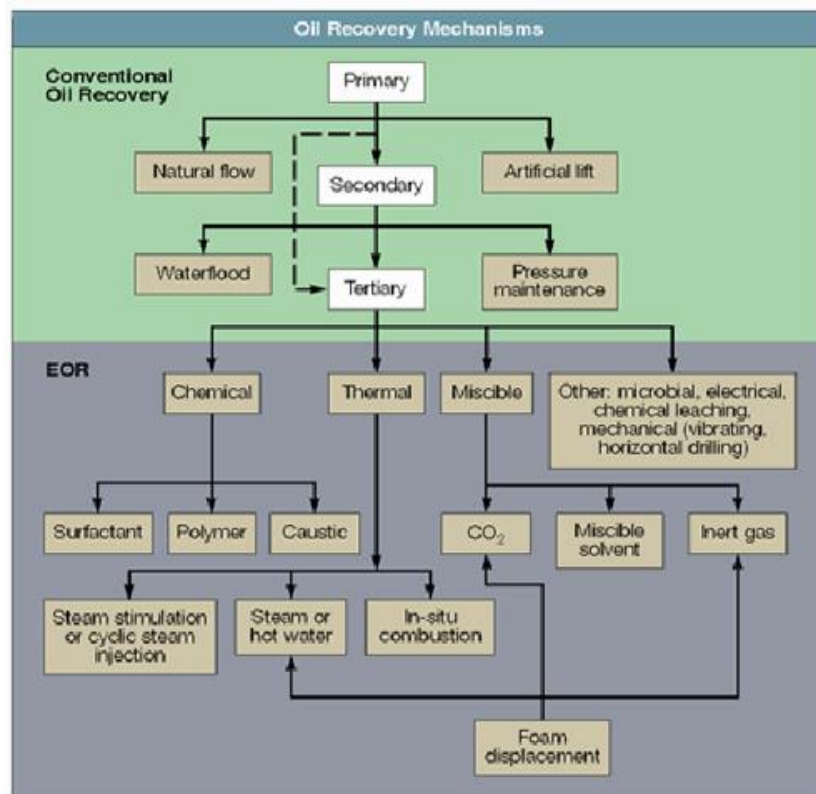 Oil Recovery Mechanisms
Conventional
Oil Recovery
Primary
Natural flow
Artificial lift
Secondary
Waterflood
Pressure
maintenance
Tertiary
EOR
Chemical
Thermal
Miscible
Other: microbial, electrical,
chemical leaching,
mechanical (vibrating,
horizontal drilling)
Surfactant
Polymer
Caustic
CO₂
Miscible
solvent
Inert gas
Steam stimulation
or cyclic steam
injection
Steam or
hot water
In-situ
combustion
Foam
displacement